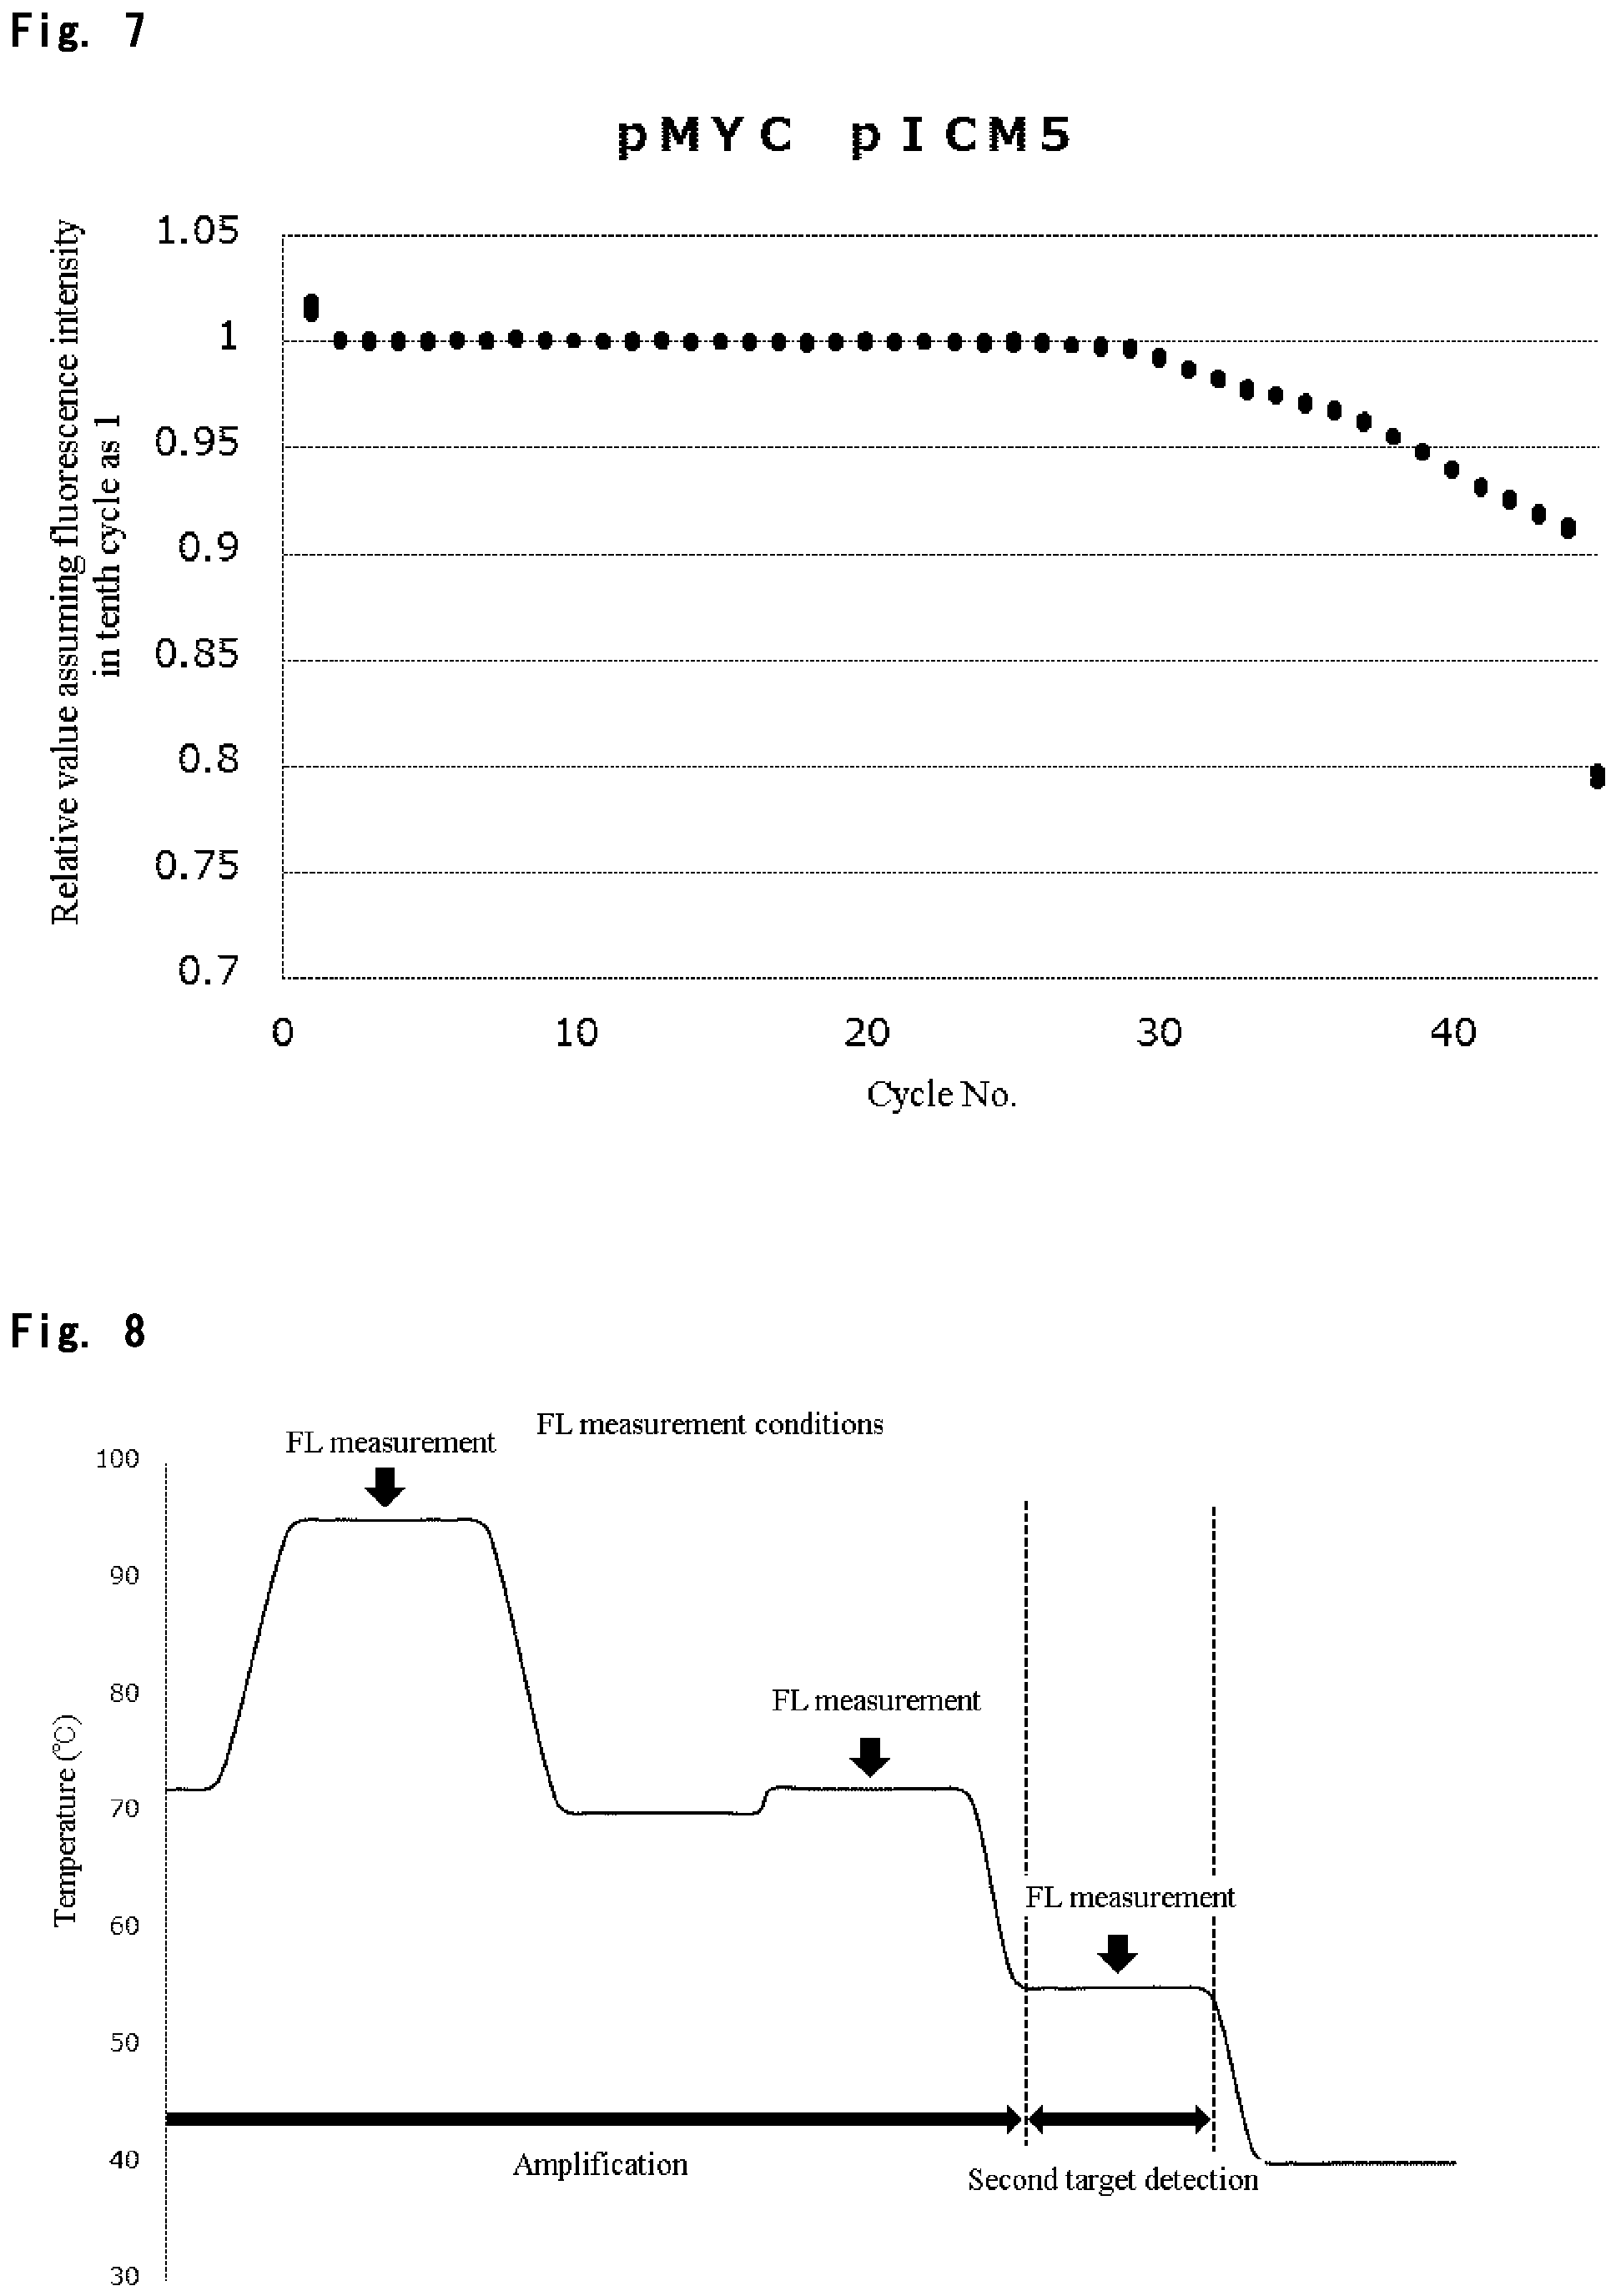 Fig. 7
pMYC pICM5
Relative value assuming fluorescence intensity
in tenth cycle as 1
1.05
1
0.95
0.9
0.85
0.8
0.75
0.7
0 10 20 30 40
Cycle No.
Fig. 8
FL measurement conditions
FL measurement
100
90
80
70
60
50
40
30
Temperature (℃)
FL measurement
FL measurement
Amplification
Second target detection